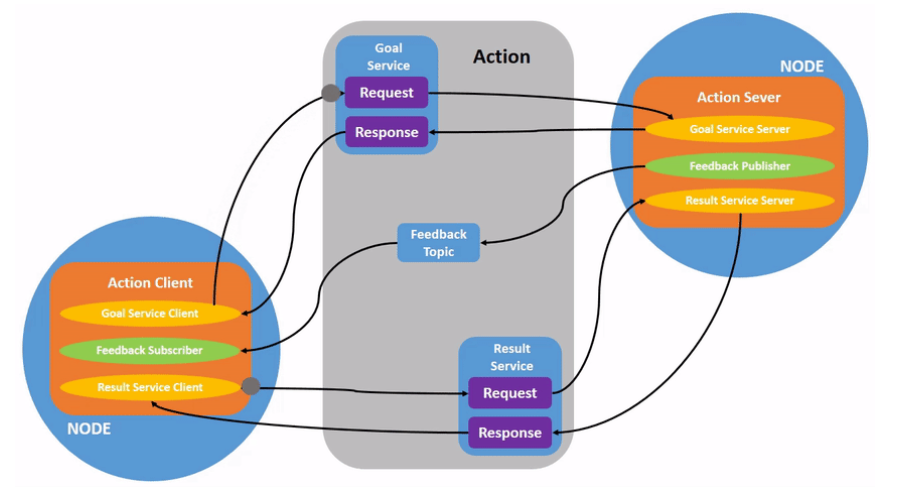 Goal
Service
Action
Request
Response
NODE
Action Sever
Goal Service Server
Feedback Publisher
Result Service Server
Feedback
Topic
Action Client
Goal Service Client
Feedback Subscriber
Result Service Client
NODE
Result
Service
Request
Response